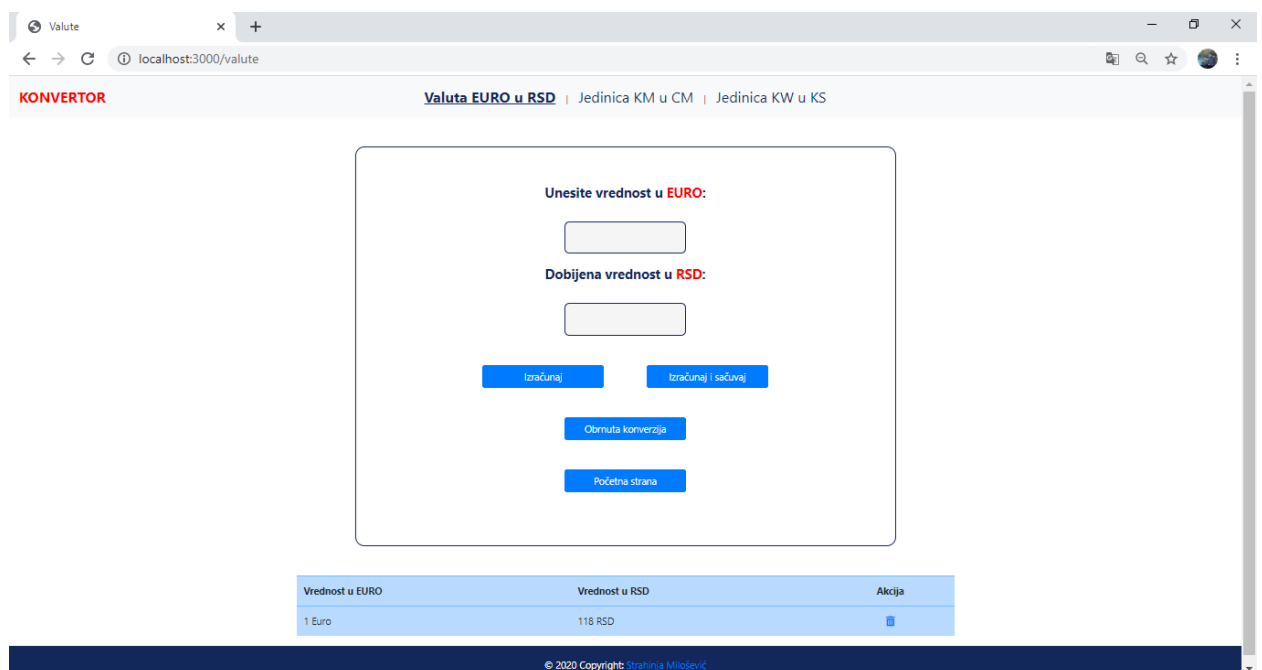 Valute
localhost:3000/valute
KONVERTOR
Valuta EURO u RSD | Jedinica KM u CM | Jedinica KW u KS
Unesite vrednost u EURO:
Dobijena vrednost u RSD:
Izračunaj Izračunaj i sačuvaj
Obrnuta konverzija
Početna strana
Vrednost u EURO Vrednost u RSD Akcija
1 Euro 118 RSD
© 2020 Copyright: Strahinja Milošević